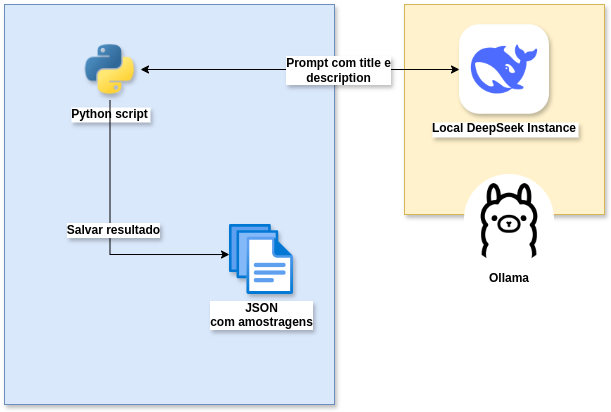 Prompt com title e
description
Python script
Local DeepSeek Instance
Salvar resultado
Ollama
JSON
com amostragens